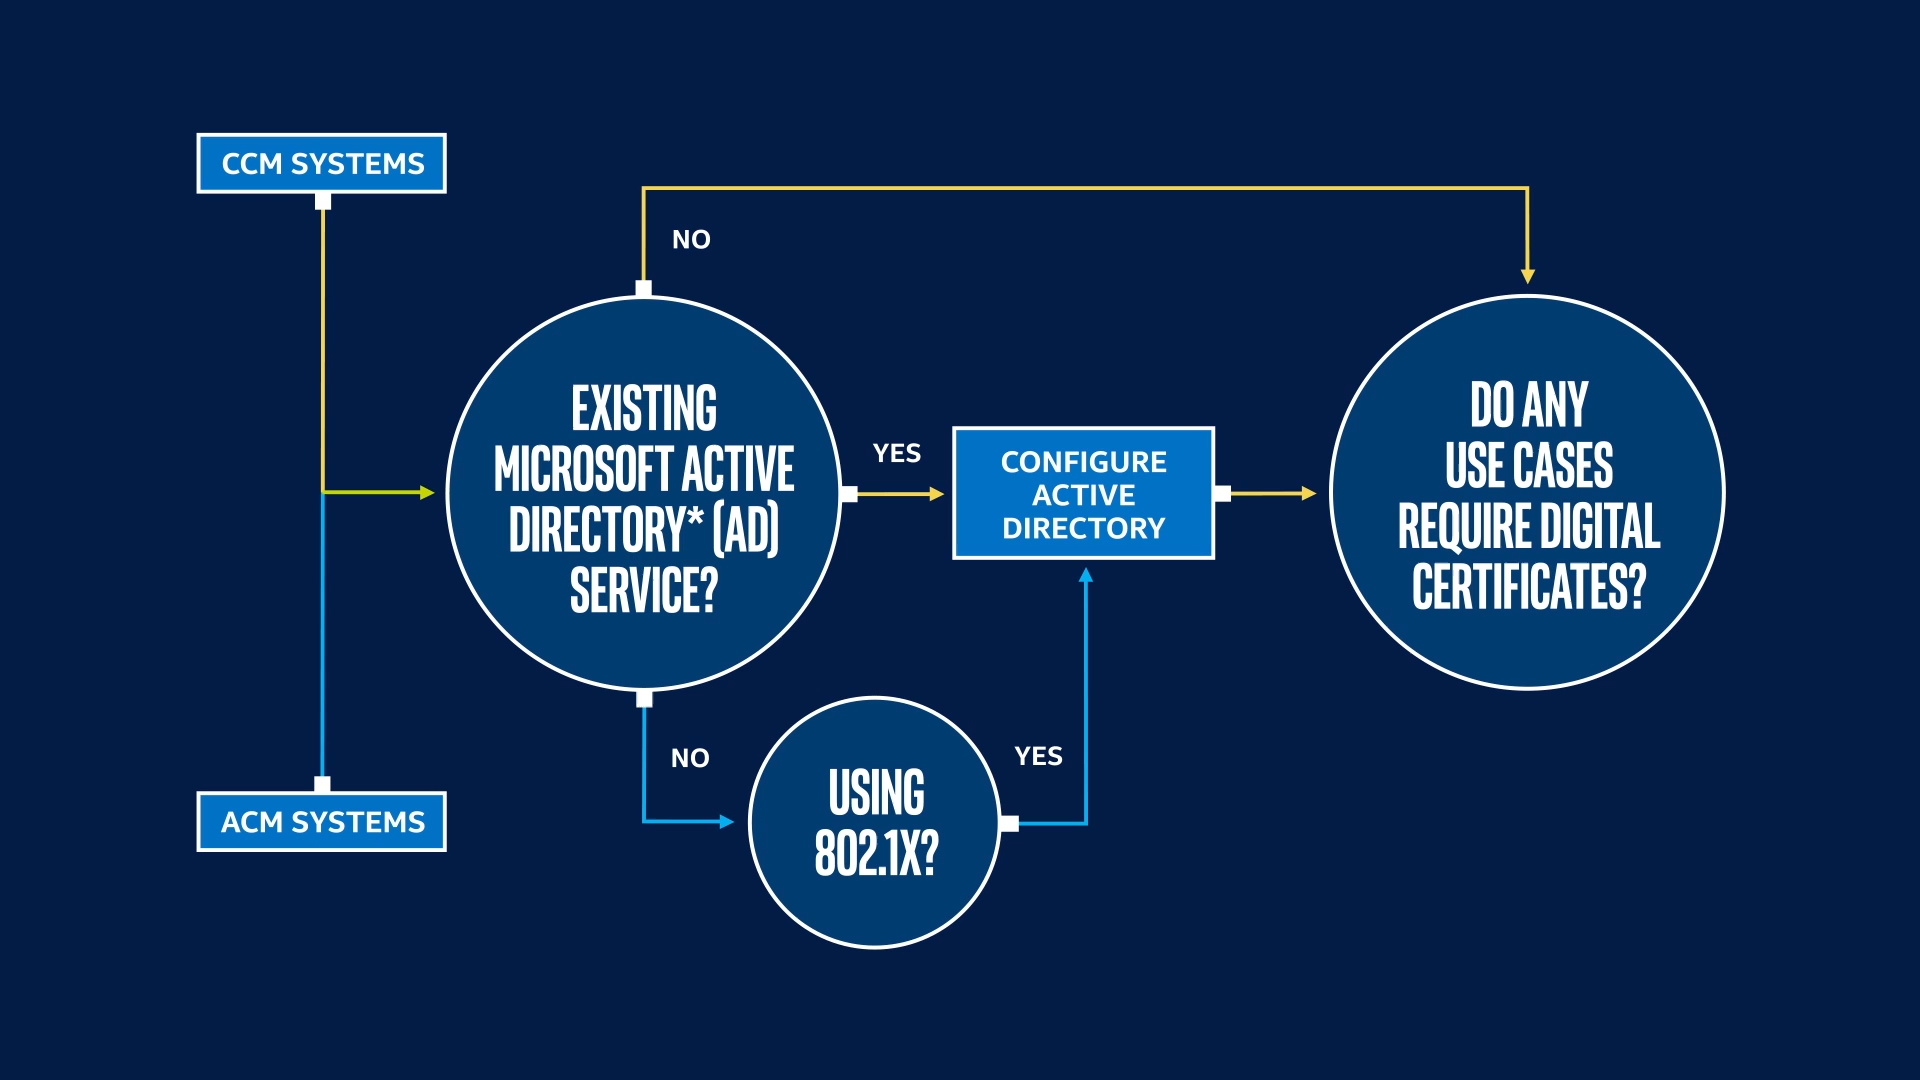 CCM SYSTEMS
NO
EXISTING
MICROSOFT ACTIVE
DIRECTORY* (AD)
SERVICE?
YES
CONFIGURE
ACTIVE
DIRECTORY
DO ANY
USE CASES
REQUIRE DIGITAL
CERTIFICATES?
NO
USING
802.1X?
YES
ACM SYSTEMS